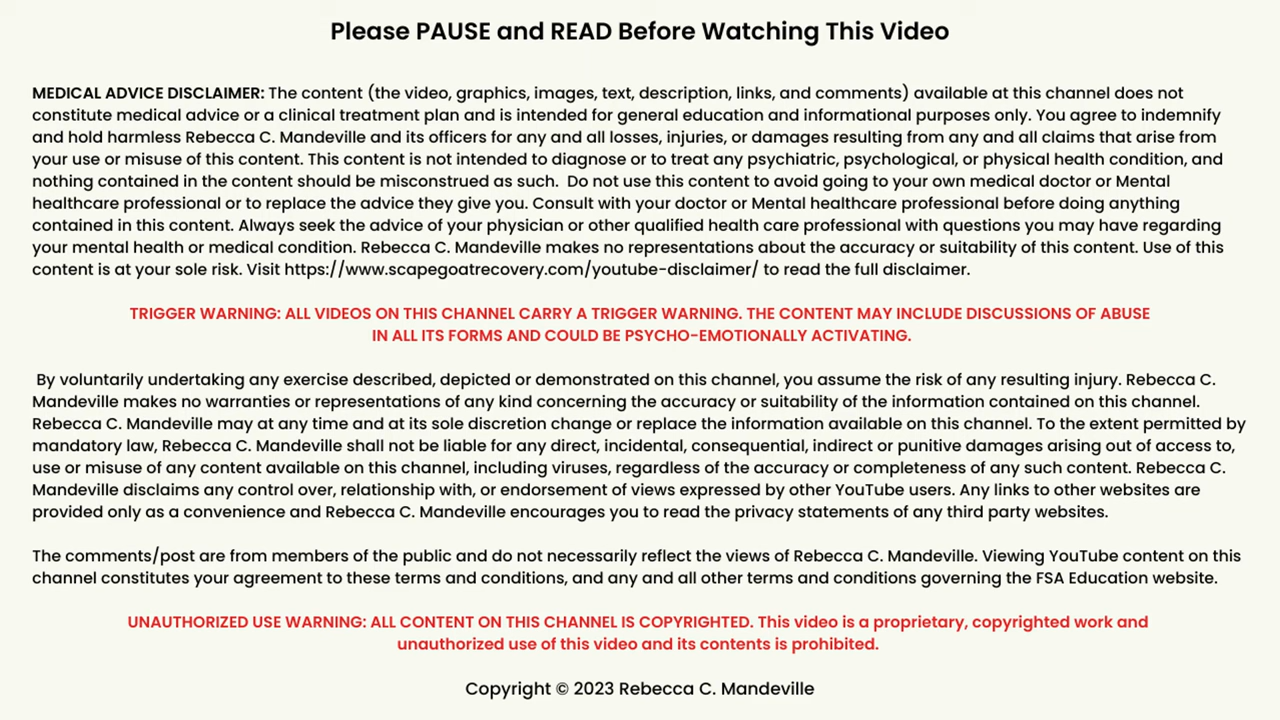 Please PAUSE and READ Before Watching This Video
MEDICAL ADVICE DISCLAIMER: The content (the video, graphics, images, text, description, links, and comments) available at this channel does not
constitute medical advice or a clinical treatment plan and is intended for general education and informational purposes only. You agree to indemnify
and hold harmless Rebecca C. Mandeville and its officers for any and all losses, injuries, or damages resulting from any and all claims that arise from
your use or misuse of this content. This content is not intended to diagnose or to treat any psychiatric, psychological, or physical health condition, and
nothing contained in the content should be misconstrued as such.  Do not use this content to avoid going to your own medical doctor or Mental
healthcare professional or to replace the advice they give you. Consult with your doctor or Mental healthcare professional before doing anything
contained in this content. Always seek the advice of your physician or other qualified health care professional with questions you may have regarding
your mental health or medical condition. Rebecca C. Mandeville makes no representations about the accuracy or suitability of this content. Use of this
content is at your sole risk. Visit https://www.scapegoatrecovery.com/youtube-disclaimer/ to read the full disclaimer.
TRIGGER WARNING: ALL VIDEOS ON THIS CHANNEL CARRY A TRIGGER WARNING. THE CONTENT MAY INCLUDE DISCUSSIONS OF ABUSE
IN ALL ITS FORMS AND COULD BE PSYCHO-EMOTIONALLY ACTIVATING.
By voluntarily undertaking any exercise described, depicted or demonstrated on this channel, you assume the risk of any resulting injury. Rebecca C.
Mandeville makes no warranties or representations of any kind concerning the accuracy or suitability of the information contained on this channel.
Rebecca C. Mandeville may at any time and at its sole discretion change or replace the information available on this channel. To the extent permitted by
mandatory law, Rebecca C. Mandeville shall not be liable for any direct, incidental, consequential, indirect or punitive damages arising out of access to,
use or misuse of any content available on this channel, including viruses, regardless of the accuracy or completeness of any such content. Rebecca C.
Mandeville disclaims any control over, relationship with, or endorsement of views expressed by other YouTube users. Any links to other websites are
provided only as a convenience and Rebecca C. Mandeville encourages you to read the privacy statements of any third party websites.
The comments/post are from members of the public and do not necessarily reflect the views of Rebecca C. Mandeville. Viewing YouTube content on this
channel constitutes your agreement to these terms and conditions, and any and all other terms and conditions governing the FSA Education website.
UNAUTHORIZED USE WARNING: ALL CONTENT ON THIS CHANNEL IS COPYRIGHTED. This video is a proprietary, copyrighted work and
unauthorized use of this video and its contents is prohibited.
Copyright © 2023 Rebecca C. Mandeville